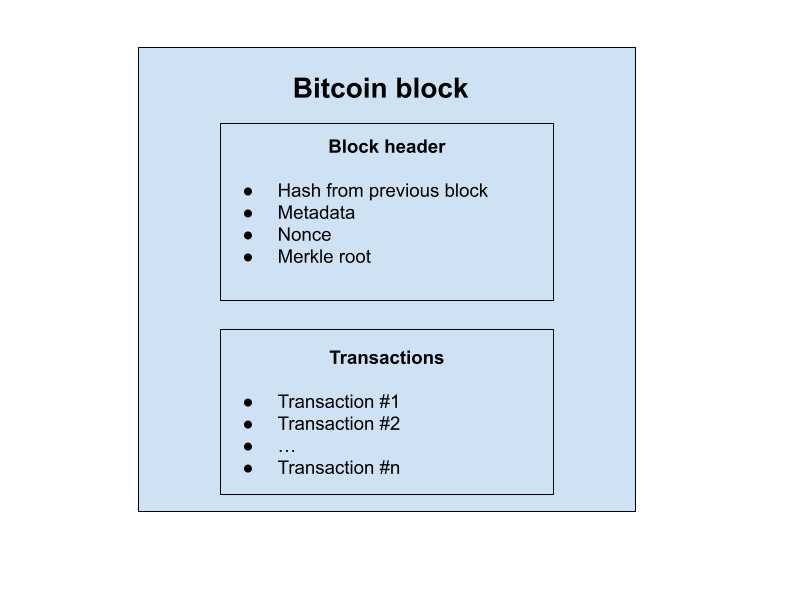 Bitcoin block
Block header
● Hash from previous block
● Metadata
● Nonce
● Merkle root
Transactions
● Transaction #1
● Transaction #2
● …
● Transaction #n